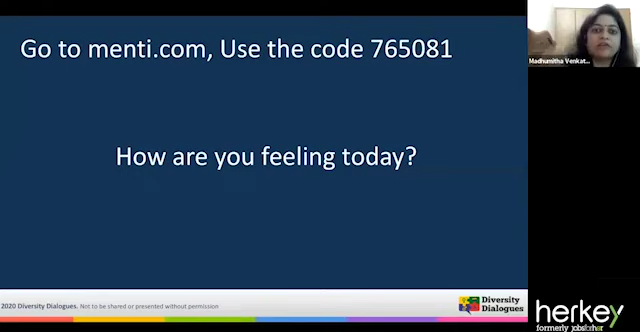 Go to menti.com, Use the code 765081
Madhumitha Venkat...
How are you feeling today?
2020 Diversity Dialogues. Not to be shared or presented without permission
Diversity
Dialogues
herkey
formerly jobsforher